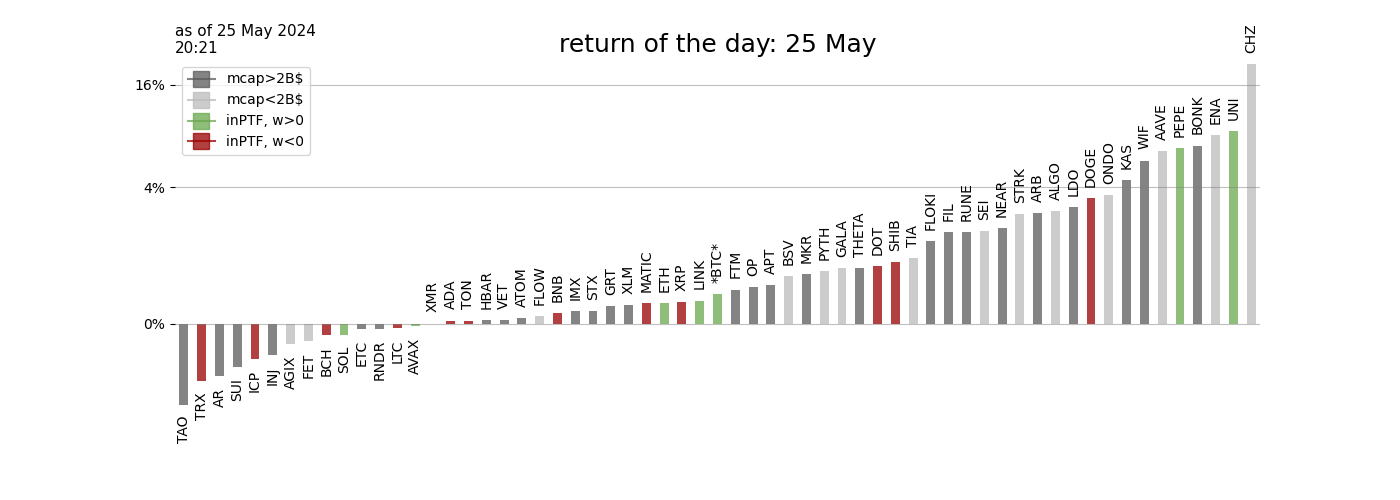 as of 25 May 2024
20:21
return of the day: 25 May
mcap>2B$
mcap<2B$
inPTF, w>0
inPTF, w<0
16%
4%
0%
TAO
TRX
AR
SUI
ICP
INJ
AGIX
FET
BCH
SOL
ETC
RNDR
LTC
AVAX
XMR
ADA
TON
HBAR
VET
ATOM
FLOW
BNB
IMX
STX
GRT
XLM
MATIC
ETH
XRP
LINK
*BTC*
FTM
OP
APT
BSV
MKR
PYTH
GALA
THETA
DOT
SHIB
TIA
FLOKI
FIL
RUNE
SEI
NEAR
STRK
ARB
ALGO
LDO
DOGE
ONDO
KAS
WIF
AAVE
PEPE
BONK
ENA
UNI
CHZ